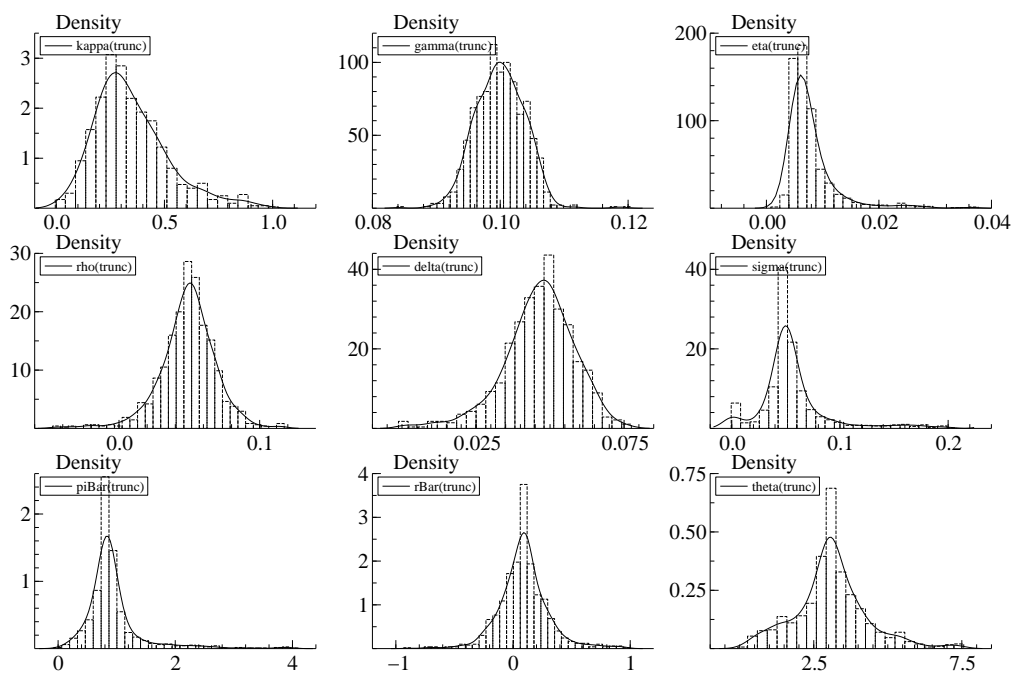 Density
kappa(trunc)
3
2
1
0.0 0.5 1.0
Density
gamma(trunc)
100
50
0.08 0.10 0.12
Density
eta(trunc)
200
100
0.00 0.02 0.04
Density
rho(trunc)
30
20
10
0.0 0.1
Density
delta(trunc)
40
20
0.025 0.075
Density
sigma(trunc)
40
20
0.0 0.1 0.2
Density
piBar(trunc)
2
1
0 2 4
Density
rBar(trunc)
4
3
2
1
−1 0 1
Density
theta(trunc)
0.75
0.50
0.25
2.5 7.5